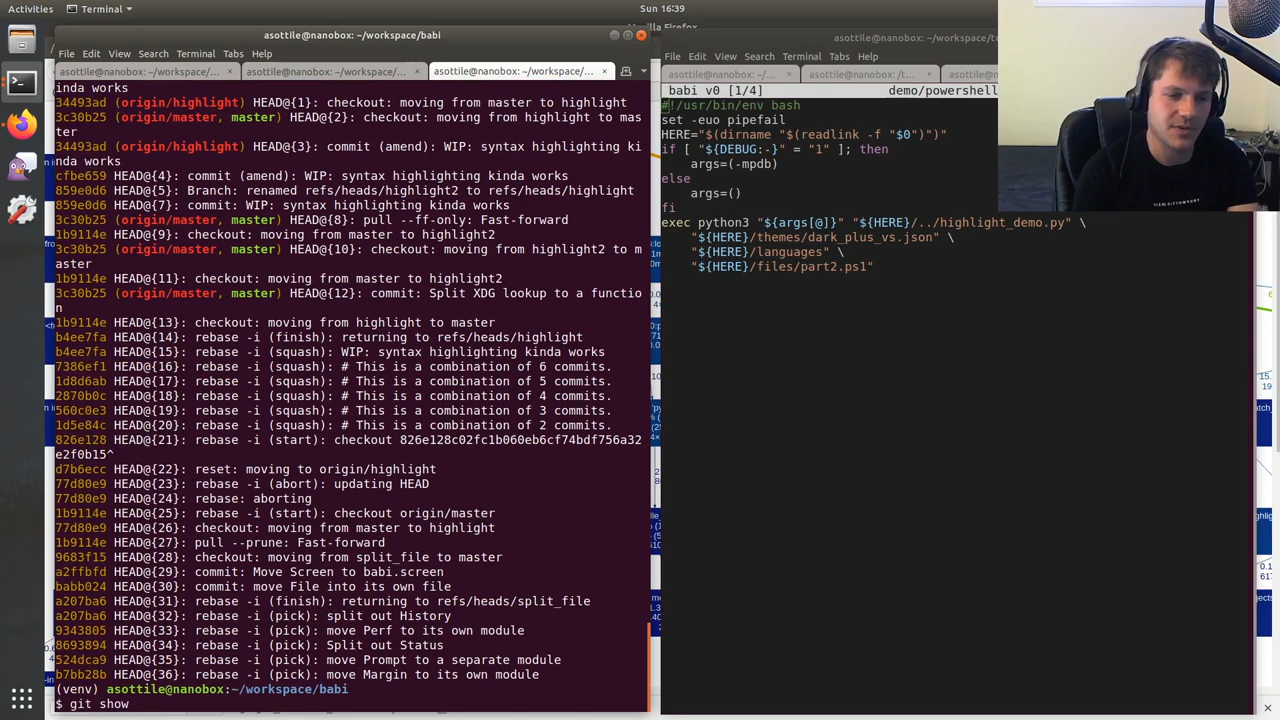 Activities
Terminal
Sun 16:39
asottile@nanobox: ~/workspace/babi
File Edit View Search Terminal Tabs Help
asottile@nanobox: ~/workspace/... × asottile@nanobox: ~/workspace/... × asottile@nanobox: ~/workspace/... ×
inda works
34493ad (origin/highlight) HEAD@{1}: checkout: moving from master to highlight
3c30b25 (origin/master, master) HEAD@{2}: checkout: moving from highlight to mas
ter
34493ad (origin/highlight) HEAD@{3}: commit (amend): WIP: syntax highlighting ki
nda works
cfbe659 HEAD@{4}: commit (amend): WIP: syntax highlighting kinda works
859e0d6 HEAD@{5}: Branch: renamed refs/heads/highlight2 to refs/heads/highlight
859e0d6 HEAD@{7}: commit: WIP: syntax highlighting kinda works
3c30b25 (origin/master, master) HEAD@{8}: pull --ff-only: Fast-forward
1b9114e HEAD@{9}: checkout: moving from master to highlight2
3c30b25 (origin/master, master) HEAD@{10}: checkout: moving from highlight2 to m
aster
1b9114e HEAD@{11}: checkout: moving from master to highlight2
3c30b25 (origin/master, master) HEAD@{12}: commit: Split XDG lookup to a functio
n
1b9114e HEAD@{13}: checkout: moving from highlight to master
b4ee7fa HEAD@{14}: rebase -i (finish): returning to refs/heads/highlight
b4ee7fa HEAD@{15}: rebase -i (squash): WIP: syntax highlighting kinda works
7386ef1 HEAD@{16}: rebase -i (squash): # This is a combination of 6 commits.
1d8d6ab HEAD@{17}: rebase -i (squash): # This is a combination of 5 commits.
2870b0c HEAD@{18}: rebase -i (squash): # This is a combination of 4 commits.
560c0e3 HEAD@{19}: rebase -i (squash): # This is a combination of 3 commits.
1d5e84c HEAD@{20}: rebase -i (squash): # This is a combination of 2 commits.
826e128 HEAD@{21}: rebase -i (start): checkout 826e128c02fc1b060eb6cf74bdf756a32
e2f0b15^
d7b6ecc HEAD@{22}: reset: moving to origin/highlight
77d80e9 HEAD@{23}: rebase -i (abort): updating HEAD
77d80e9 HEAD@{24}: rebase: aborting
1b9114e HEAD@{25}: rebase -i (start): checkout origin/master
77d80e9 HEAD@{26}: checkout: moving from master to highlight
1b9114e HEAD@{27}: pull --prune: Fast-forward
9683f15 HEAD@{28}: checkout: moving from split_file to master
a2ffbfd HEAD@{29}: commit: Move Screen to babi.screen
babb024 HEAD@{30}: commit: move File into its own file
a207ba6 HEAD@{31}: rebase -i (finish): returning to refs/heads/split_file
a207ba6 HEAD@{32}: rebase -i (pick): split out History
9343805 HEAD@{33}: rebase -i (pick): move Perf to its own module
8693894 HEAD@{34}: rebase -i (pick): Split out Status
524dca9 HEAD@{35}: rebase -i (pick): move Prompt to a separate module
b7bb28b HEAD@{36}: rebase -i (pick): move Margin to its own module
(venv) asottile@nanobox:~/workspace/babi
$ git show
asottile@nanobox: ~/workspace/t
File Edit View Search Terminal Tabs Help
asottile@nanobox: ~/... × asottile@nanobox: /t... × asottile@nano
babi v0 [1/4] demo/powershell
#!/usr/bin/env bash
set -euo pipefail
HERE="$(dirname "$(readlink -f "$0")")"
if [ "${DEBUG:-}" = "1" ]; then
args=(-mpdb)
else
args=()
fi
exec python3 "${args[@]}" "${HERE}/../highlight_demo.py" \
"${HERE}/themes/dark_plus_vs.json" \
"${HERE}/languages" \
"${HERE}/files/part2.ps1"